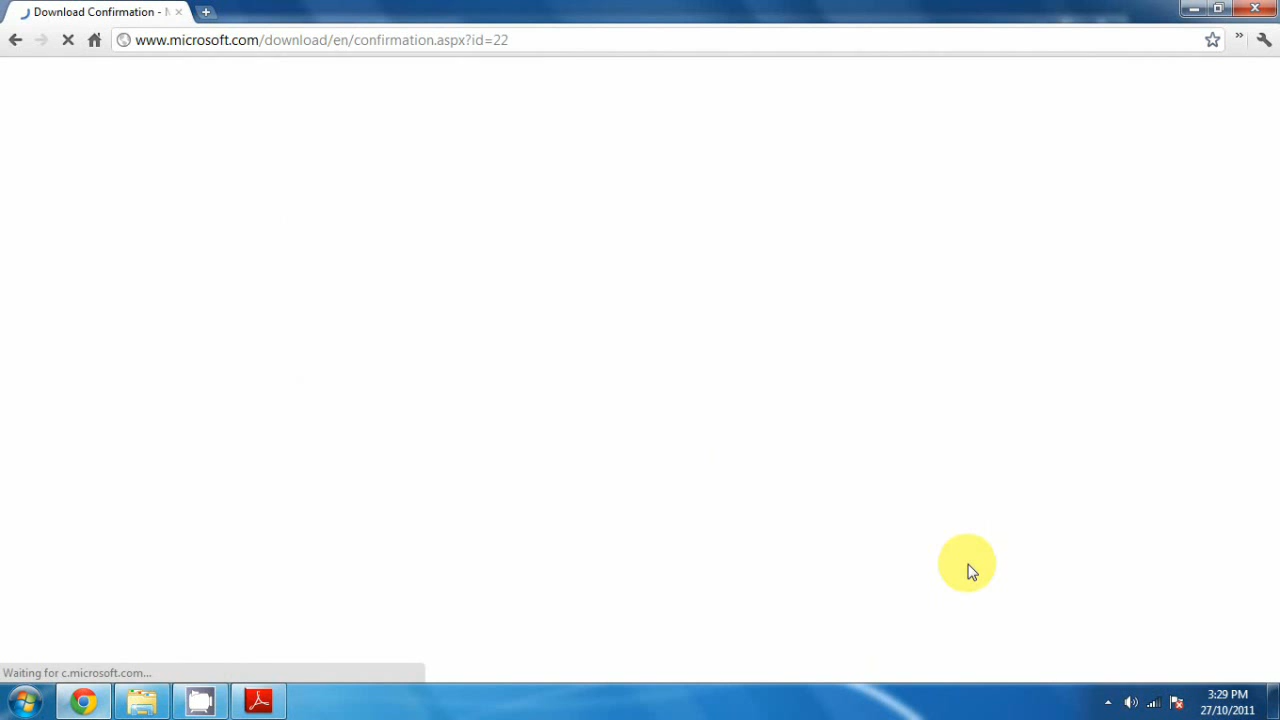 Download Confirmation -
www.microsoft.com/download/en/confirmation.aspx?id=22
Waiting for c.microsoft.com...
3:29 PM
27/10/2011